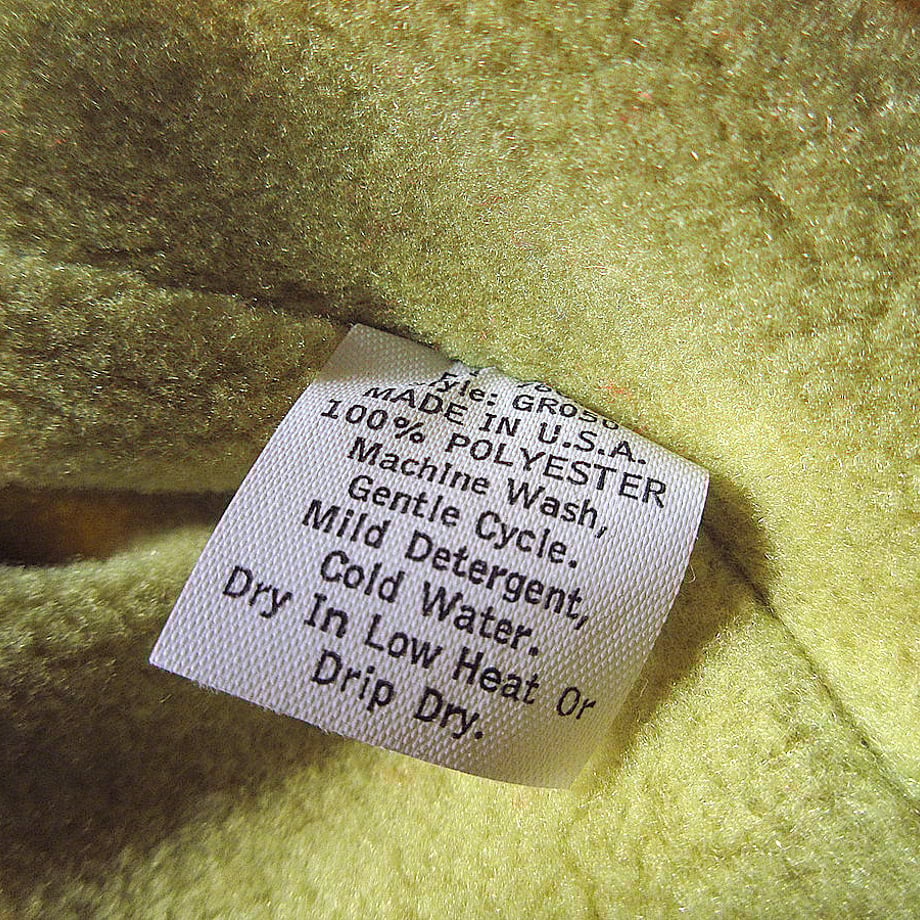 MADE IN U.S.A.
100% POLYESTER
Machine Wash,
Gentle Cycle.
Mild Detergent,
Cold Water.
Dry In Low Heat Or
Drip Dry.